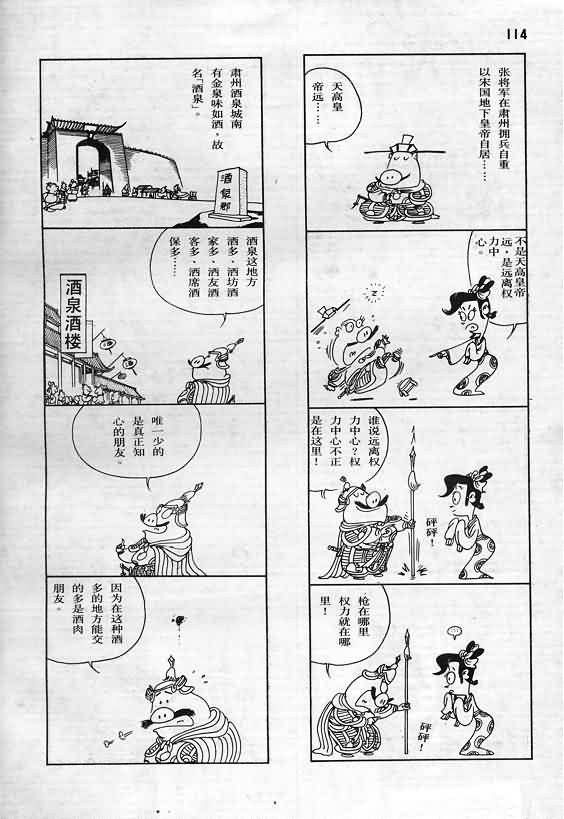 114
张将军在肃州拥兵自重
以宋国地下皇帝自居……
天高皇
帝远……
不是天高皇帝
远，是远离权
力中
心。
谁说远离权
力中心？权
力中心不正
是在这里！
砰砰！
枪在哪里
权力就在哪
里！
……
砰砰！
肃州酒泉城南
有金泉味如酒，故
名「酒泉」。
酒泉乡
酒泉这地方
酒多、酒坊酒
家多、酒友酒
客多、酒席酒
保多……
酒泉酒楼
酒
唯一少的
是真正知
心的朋友。
因为在这种酒
多的地方能交
的多是酒肉
朋友。